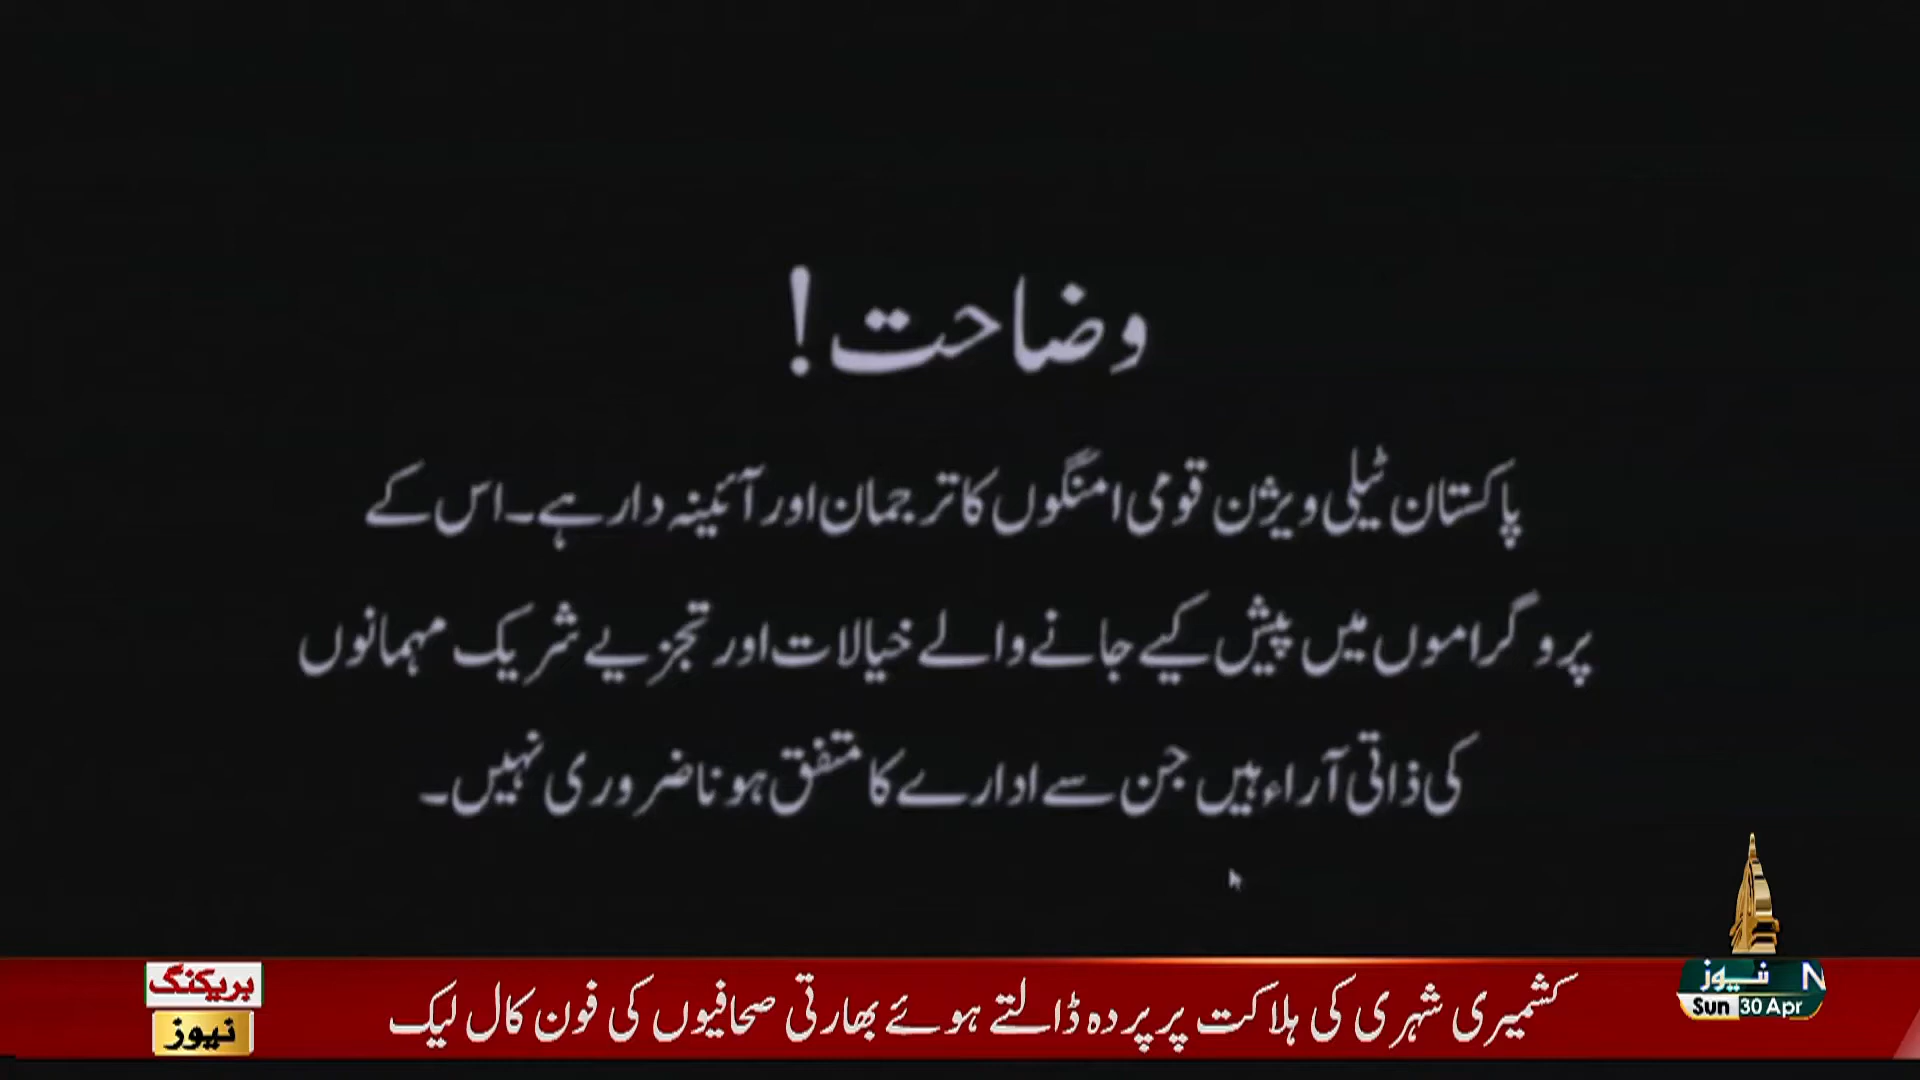 وضاحت!
پاکستان ٹیلی ویژن قومی امنگوں کا ترجمان اور آئینہ دار ہے۔ اس کے
پروگراموں میں پیش کیے جانے والے خیالات اور تجزیے شریک مہمانوں
کی ذاتی آراء ہیں جن سے ادارے کا متفق ہونا ضروری نہیں۔
نیوز N
Sun 30 Apr
بریکنگ
نیوز
کشمیری شہری کی ہلاکت پر پردہ ڈالتے ہوئے بھارتی صحافیوں کی فون کال لیک